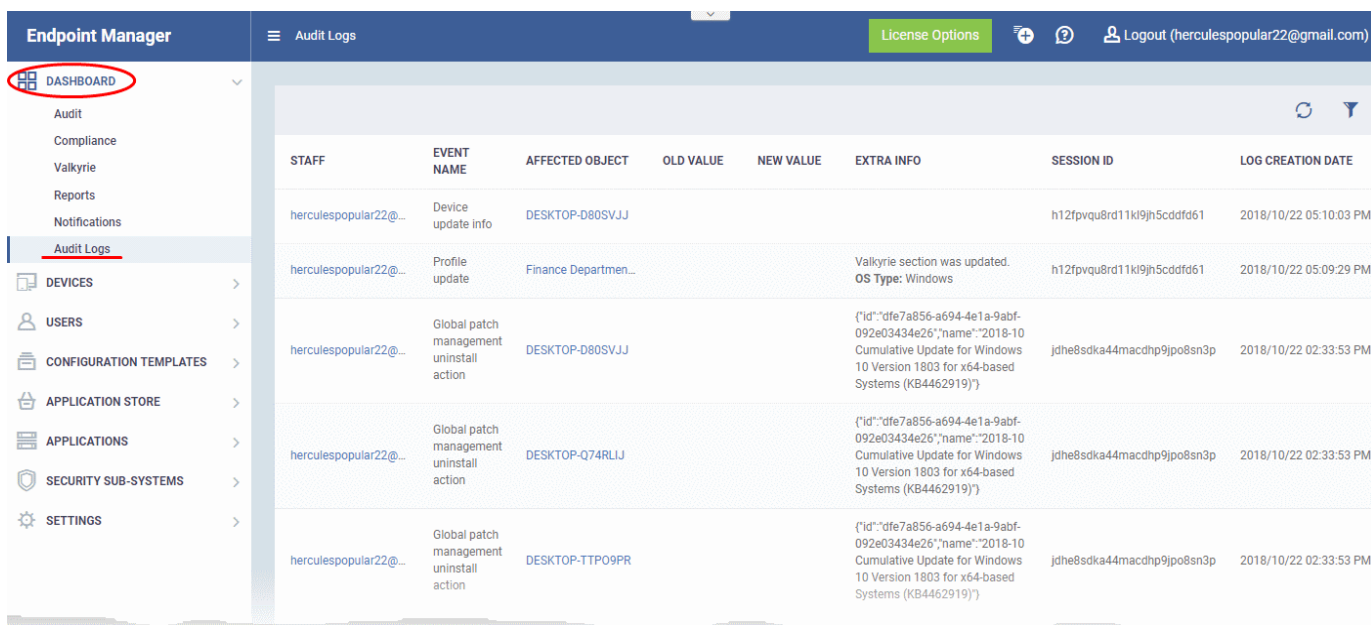 Endpoint Manager
Audit Logs
License Options
Logout (herculespopular22@gmail.com)
DASHBOARD
Audit
Compliance
Valkyrie
Reports
Notifications
Audit Logs
DEVICES
USERS
CONFIGURATION TEMPLATES
APPLICATION STORE
APPLICATIONS
SECURITY SUB-SYSTEMS
SETTINGS
STAFF
EVENT
NAME
AFFECTED OBJECT
OLD VALUE
NEW VALUE
EXTRA INFO
SESSION ID
LOG CREATION DATE
herculespopular22@...
Device
update info
DESKTOP-D80SVJJ
h12fpvqu8rd11kl9jh5cddfd61
2018/10/22 05:10:03 PM
herculespopular22@...
Profile
update
Finance Departmen...
Valkyrie section was updated.
OS Type: Windows
h12fpvqu8rd11kl9jh5cddfd61
2018/10/22 05:09:29 PM
herculespopular22@...
Global patch
management
uninstall
action
DESKTOP-D80SVJJ
{"id":"dfe7a856-a694-4e1a-9abf-
092e03434e26","name":"2018-10
Cumulative Update for Windows
10 Version 1803 for x64-based
Systems (KB4462919)"}
jdhe8sdka44macdhp9jpo8sn3p
2018/10/22 02:33:53 PM
herculespopular22@...
Global patch
management
uninstall
action
DESKTOP-Q74RLIJ
{"id":"dfe7a856-a694-4e1a-9abf-
092e03434e26","name":"2018-10
Cumulative Update for Windows
10 Version 1803 for x64-based
Systems (KB4462919)"}
jdhe8sdka44macdhp9jpo8sn3p
2018/10/22 02:33:53 PM
herculespopular22@...
Global patch
management
uninstall
action
DESKTOP-TTPO9PR
{"id":"dfe7a856-a694-4e1a-9abf-
092e03434e26","name":"2018-10
Cumulative Update for Windows
10 Version 1803 for x64-based
Systems (KB4462919)"}
jdhe8sdka44macdhp9jpo8sn3p
2018/10/22 02:33:53 PM